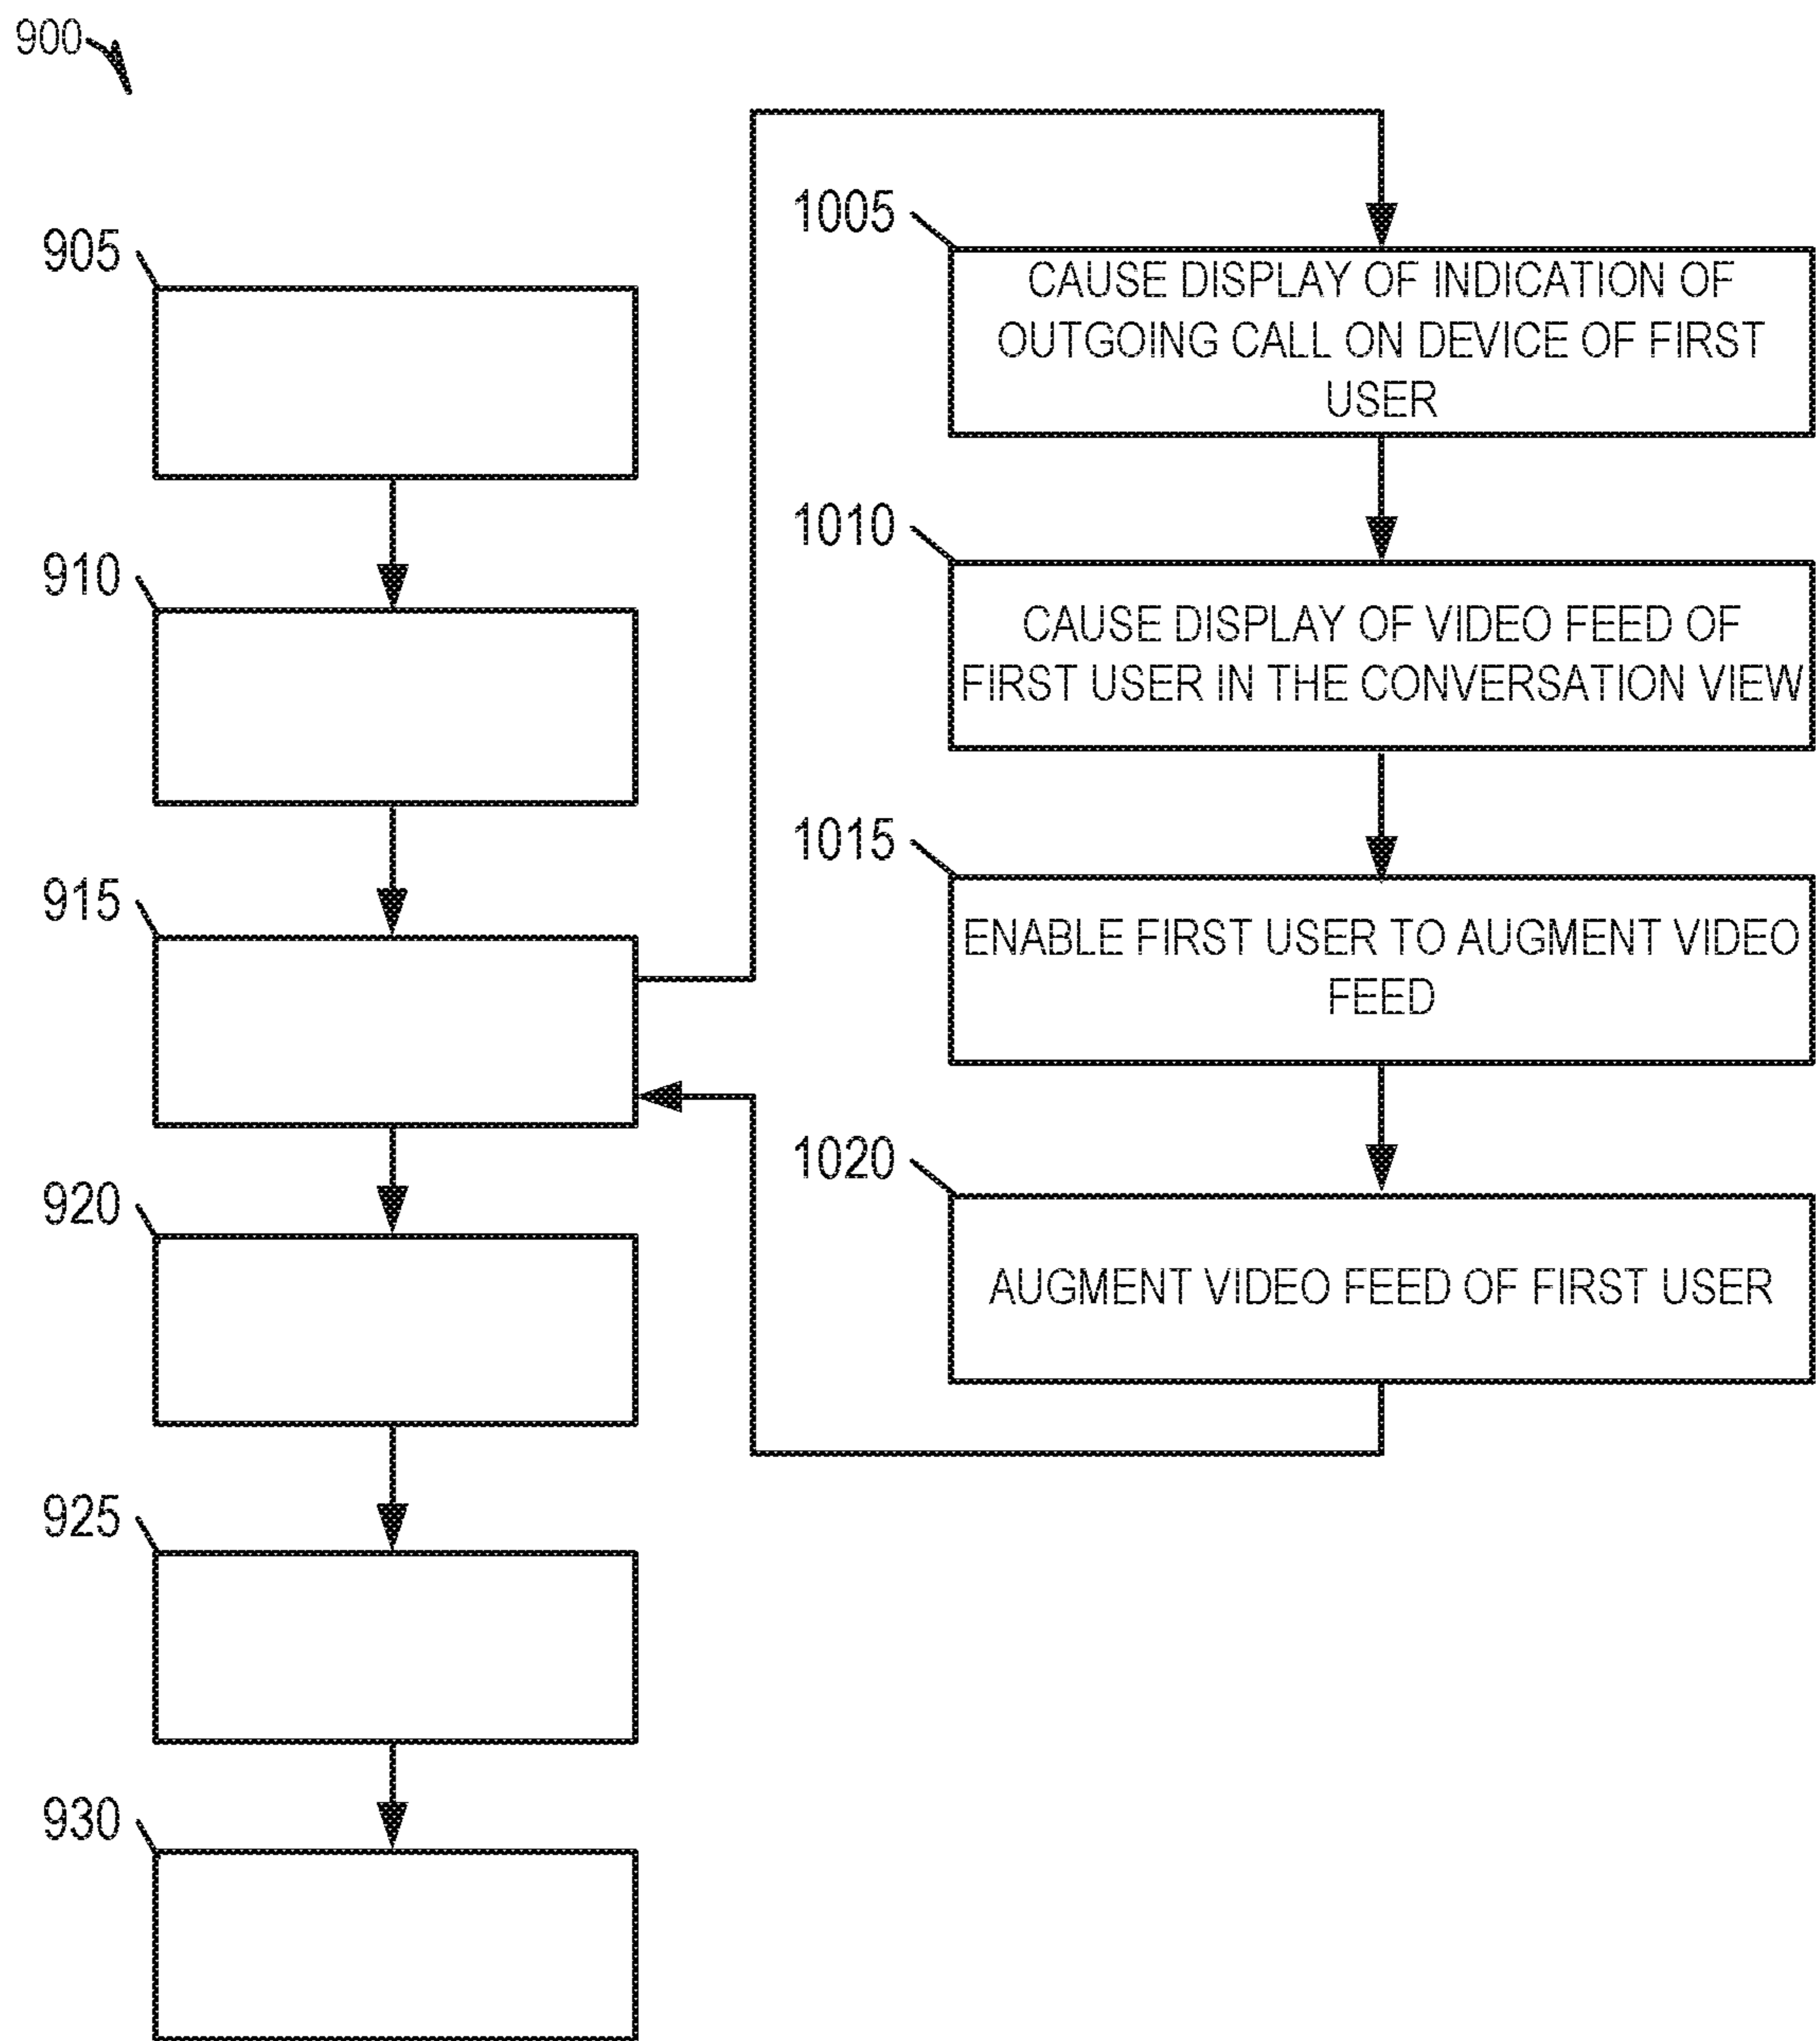 900
905
910
915
920
925
930
1005
CAUSE DISPLAY OF INDICATION OF
OUTGOING CALL ON DEVICE OF FIRST
USER
1010
CAUSE DISPLAY OF VIDEO FEED OF
FIRST USER IN THE CONVERSATION VIEW
1015
ENABLE FIRST USER TO AUGMENT VIDEO
FEED
1020
AUGMENT VIDEO FEED OF FIRST USER